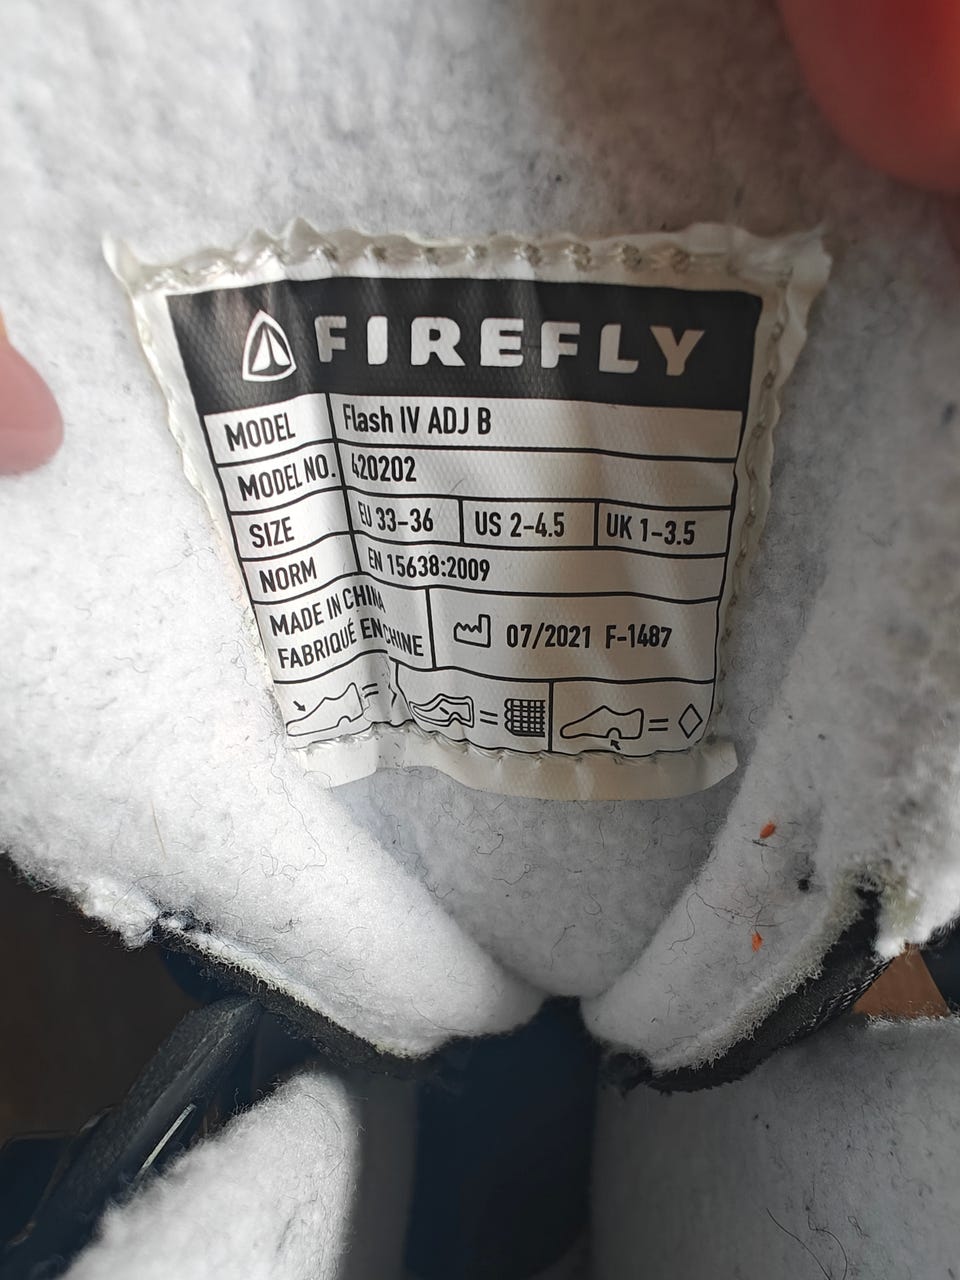 FIREFLY
MODEL Flash IV ADJ B
MODEL NO. 420202
SIZE EU 33-36 US 2-4.5 UK 1-3.5
NORM EN 15638:2009
MADE IN CHINA
FABRIQUÉ EN CHINE
07/2021 F-1487